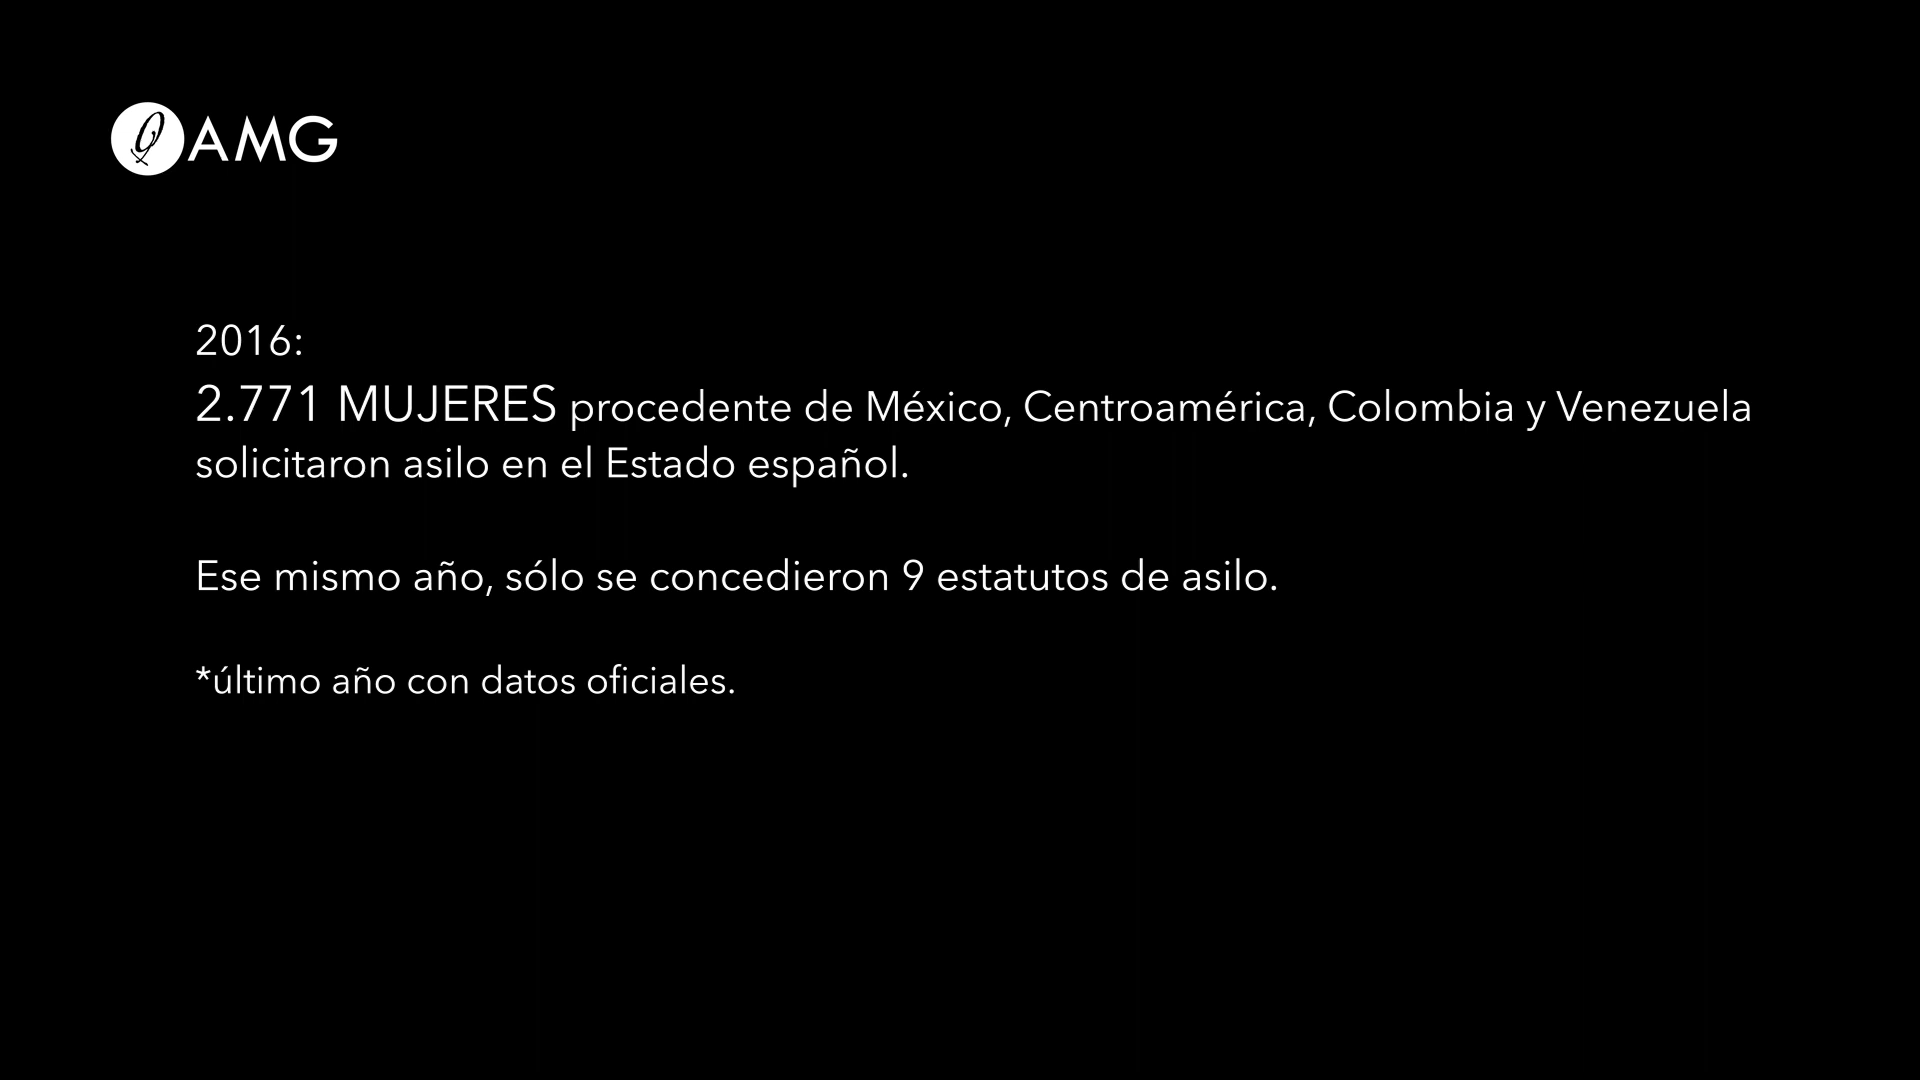 QAMG
2016:
2.771 MUJERES procedente de México, Centroamérica, Colombia y Venezuela
solicitaron asilo en el Estado español.
Ese mismo año, sólo se concedieron 9 estatutos de asilo.
*último año con datos oficiales.